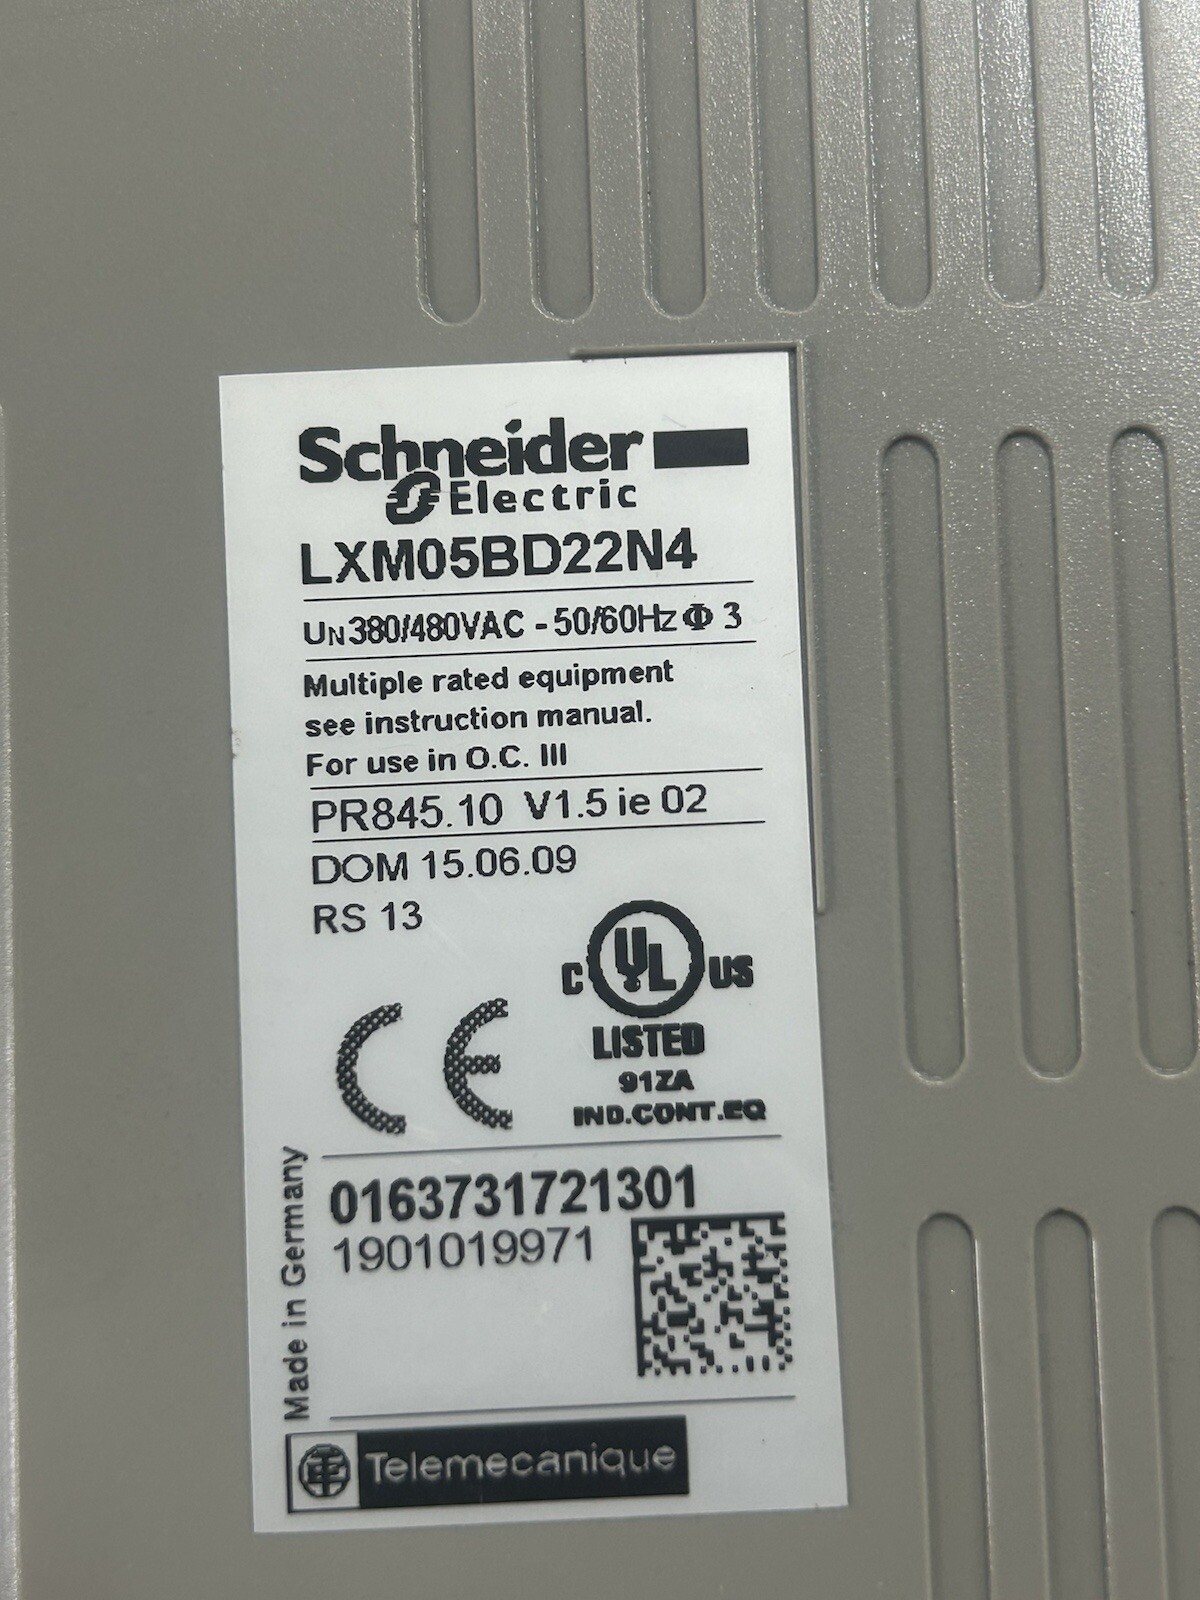 Schneider
Electric
LXM05BD22N4
UN 380/480VAC - 50/60Hz Φ 3
Multiple rated equipment
see instruction manual.
For use in O.C. III
PR845.10 V1.5 ie 02
DOM 15.06.09
RS 13
C UL US
LISTED
91ZA
IND.CONT.EQ
CE
0163731721301
1901019971
Made in Germany
Telemecanique